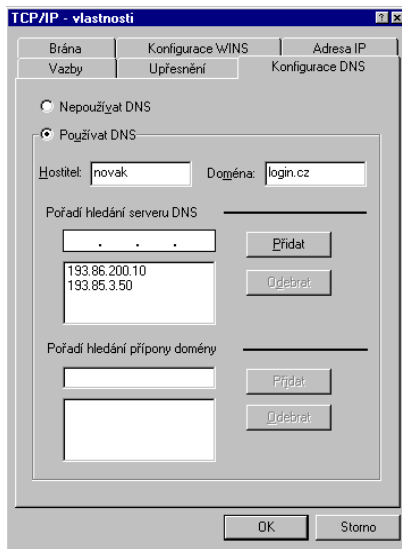 TCP/IP - vlastnosti
Brána Konfigurace WINS Adresa IP
Vazby Upřesnění Konfigurace DNS
Nepoužívat DNS
Používat DNS
Hostitel: novak Doména: login.cz
Pořadí hledání serveru DNS
. . . Přidat
193.86.200.10
193.85.3.50
Odebrat
Pořadí hledání přípony domény
Přidat
Odebrat
OK Storno